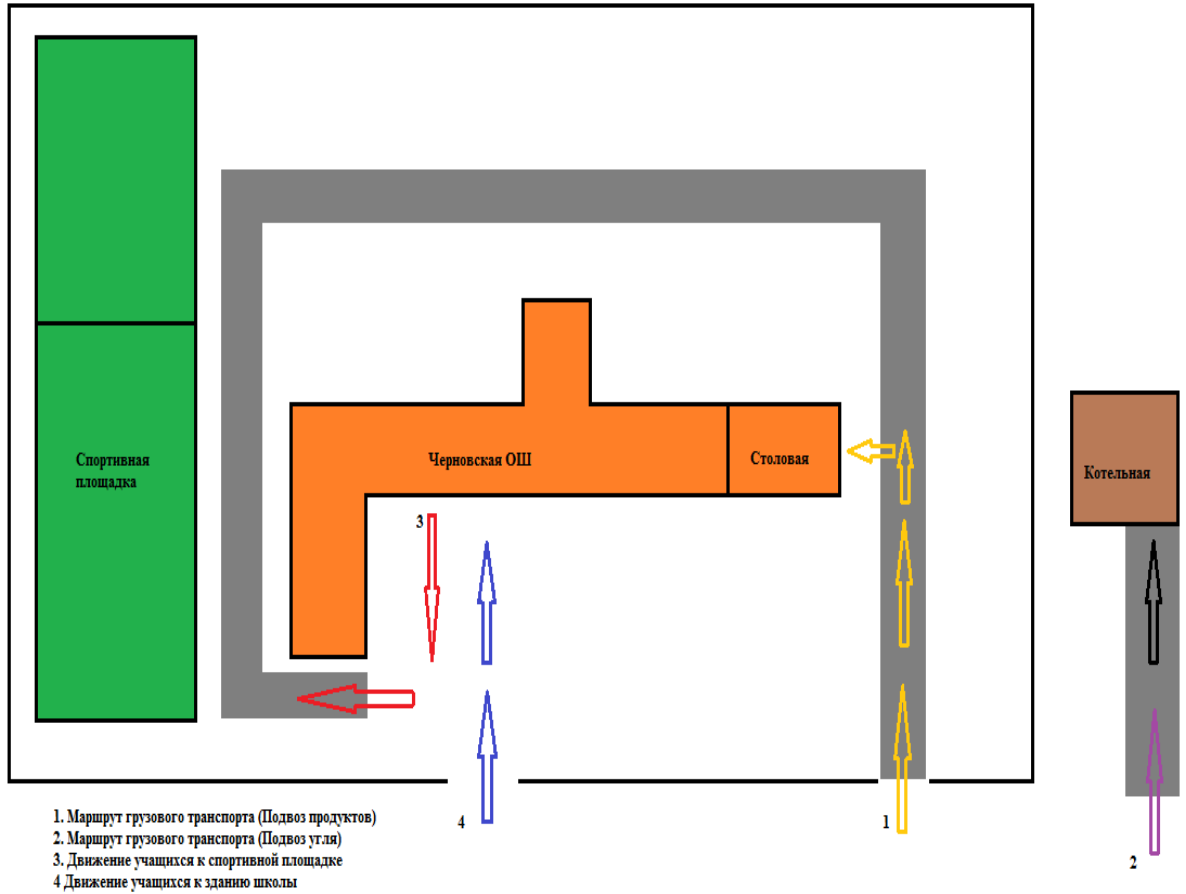 Спортивная
площадка
Черновская ОШ
Столовая
Котельная
3
4
1
2
1. Маршрут грузового транспорта (Подвоз продуктов)
2. Маршрут грузового транспорта (Подвоз угля)
3. Движение учащихся к спортивной площадке
4 Движение учащихся к зданию школы